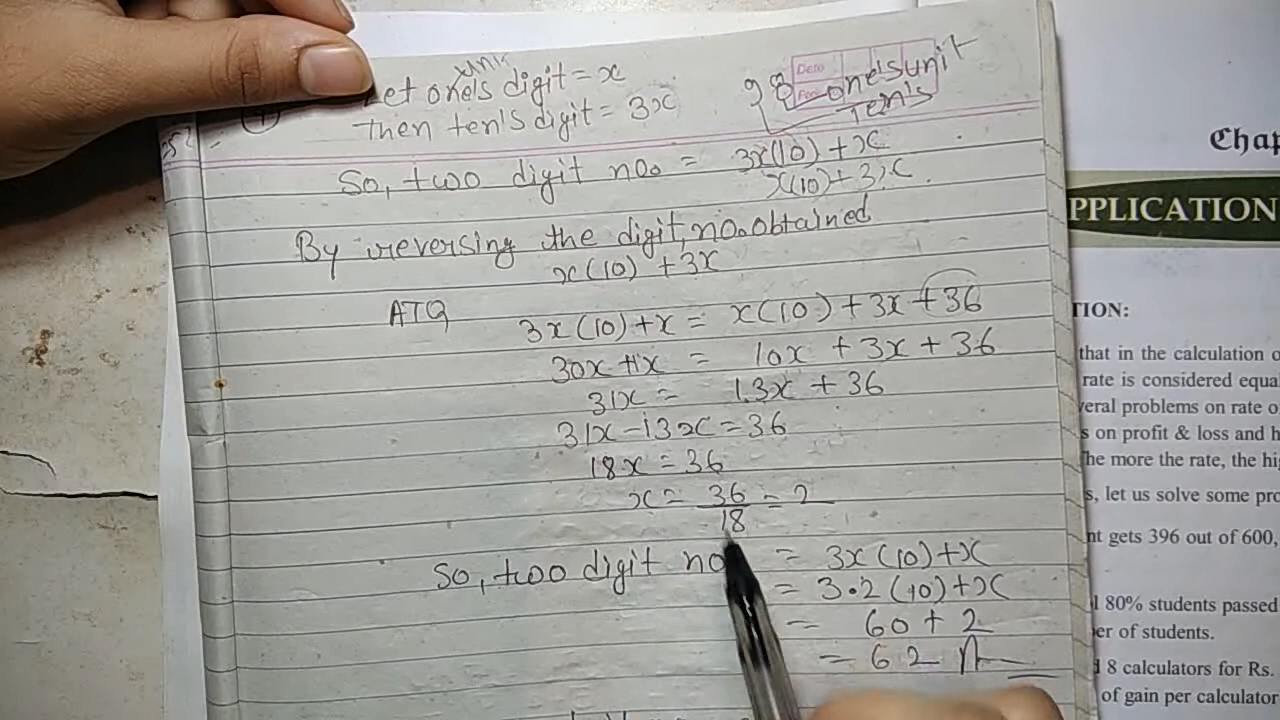 Let one's digit = x
unit
then ten's digit = 3x
98 one's unit
Ten's
Date
So, two digit no. = 3x(10) + x
x(10) + 3x.
By reversing the digit, no. obtained
x(10) + 3x
ATQ
3x(10) + x = x(10) + 3x + 36
30x + 1x = 10x + 3x + 36
31x = 13x + 36
31x - 13x = 36
18x = 36
x = 36/18 = 2
So, two digit no = 3x(10) + x
= 3.2(10) + x
= 60 + 2
= 62
Chap
PPLICATION
TION:
that in the calculation o
rate is considered equa
veral problems on rate o
s on profit & loss and h
The more the rate, the hi
s, let us solve some pro
nt gets 396 out of 600,
80% students passed
er of students.
8 calculators for Rs.
of gain per calculator